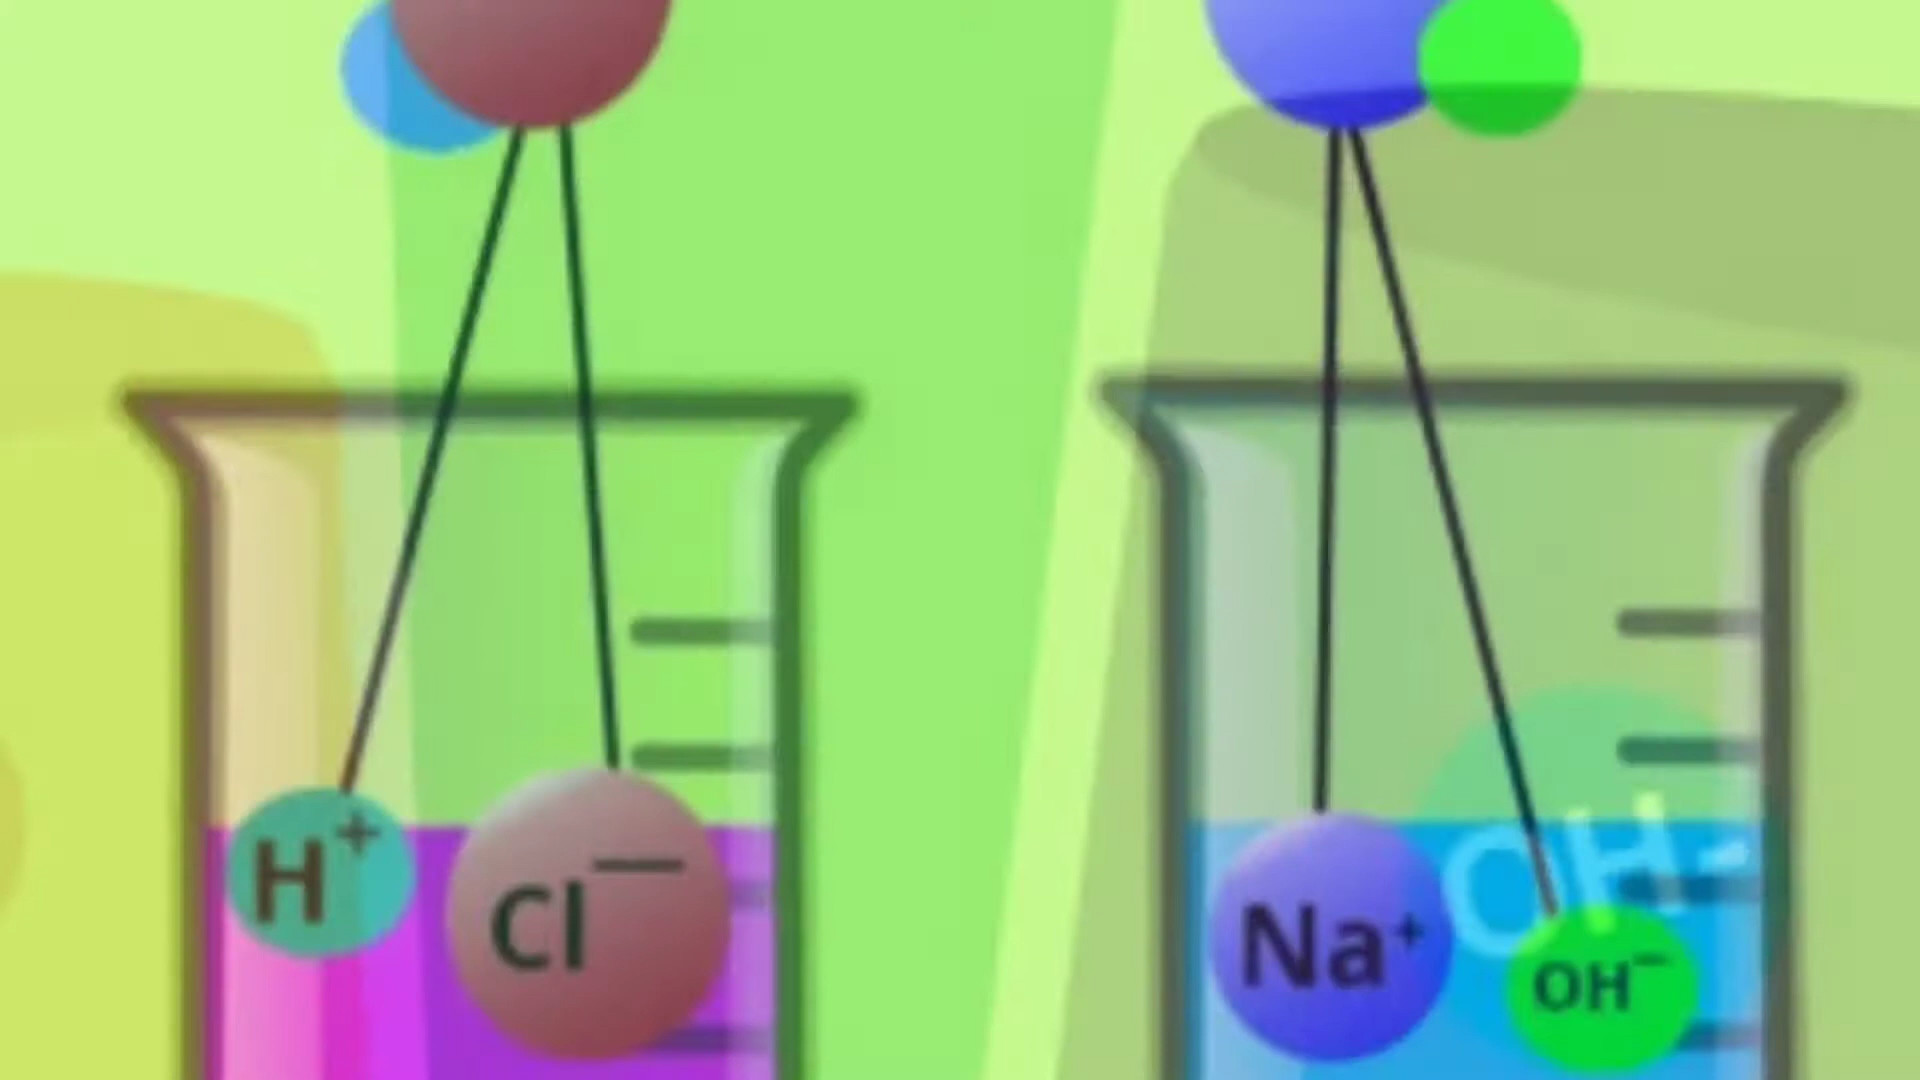 H⁺
Cl⁻
Na⁺
OH⁻
OH-